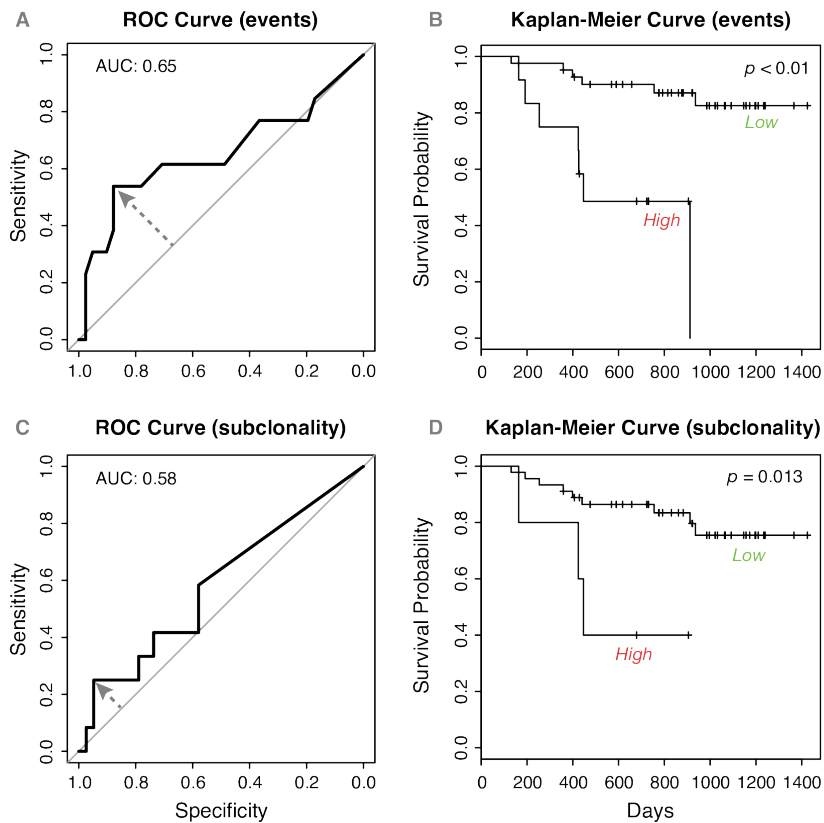 A ROC Curve (events)
AUC: 0.65
Sensitivity
0.0 0.2 0.4 0.6 0.8 1.0
1.0 0.8 0.6 0.4 0.2 0.0
B Kaplan-Meier Curve (events)
p < 0.01
Low
High
Survival Probability
0.0 0.2 0.4 0.6 0.8 1.0
0 200 400 600 800 1000 1200 1400
C ROC Curve (subclonality)
AUC: 0.58
Sensitivity
0.0 0.2 0.4 0.6 0.8 1.0
1.0 0.8 0.6 0.4 0.2 0.0
Specificity
D Kaplan-Meier Curve (subclonality)
p = 0.013
Low
High
Survival Probability
0.0 0.2 0.4 0.6 0.8 1.0
0 200 400 600 800 1000 1200 1400
Days